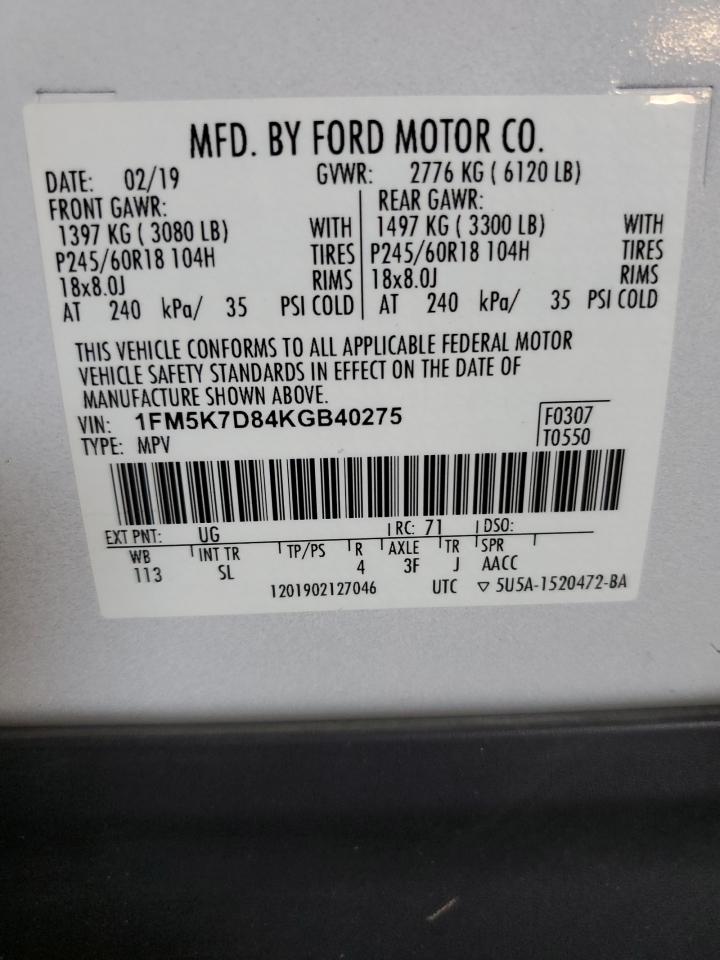 MFD. BY FORD MOTOR CO.
DATE: 02/19 GVWR: 2776 KG ( 6120 LB)
FRONT GAWR: REAR GAWR:
1397 KG ( 3080 LB) WITH 1497 KG ( 3300 LB) WITH
P245/60R18 104H TIRES P245/60R18 104H TIRES
18x8.0J RIMS 18x8.0J RIMS
AT 240 kPa/ 35 PSI COLD AT 240 kPa/ 35 PSI COLD
THIS VEHICLE CONFORMS TO ALL APPLICABLE FEDERAL MOTOR
VEHICLE SAFETY STANDARDS IN EFFECT ON THE DATE OF
MANUFACTURE SHOWN ABOVE.
VIN: 1FM5K7D84KGB40275 F0307
TYPE: MPV T0550
EXT PNT: UG RC: 71 DSO:
WB INT TR TP/PS R AXLE TR SPR
113 SL 4 3F J AACC
1201902127046 UTC ▽ 5U5A-1520472-BA